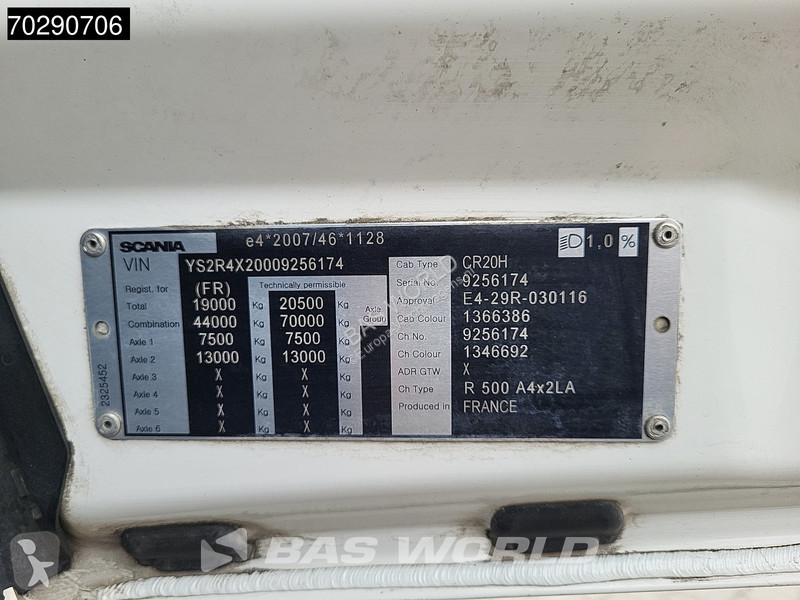 70290706
SCANIA e4*2007/46*1128 1,0 %
VIN YS2R4X20009256174
Regist. for (FR) Technically permissible
Total 19000 Kg 20500 Kg Axle Group
Combination 44000 Kg 70000 Kg
Axle 1 7500 Kg 7500 Kg
Axle 2 13000 Kg 13000 Kg
Axle 3 X Kg X Kg
Axle 4 X Kg X Kg
Axle 5 X Kg X Kg
Axle 6 X Kg X Kg
Cab Type CR20H
Serial No. 9256174
Approval E4-29R-030116
Cab Colour 1366386
Ch No. 9256174
Ch Colour 1346692
ADR GTW X
Ch Type R 500 A4x2LA
Produced in FRANCE
2325452
BAS WORLD
BAS WORLD